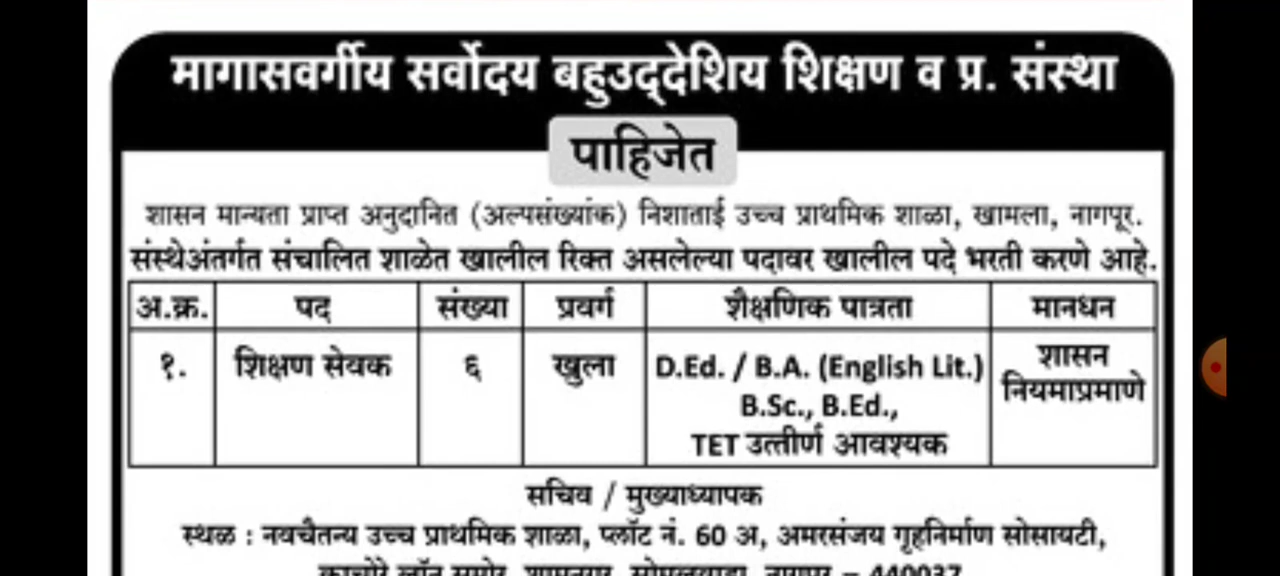 मागासवर्गीय सर्वोदय बहुउद्देशिय शिक्षण व प्र. संस्था
पाहिजेत
शासन मान्यता प्राप्त अनुदानित (अल्पसंख्यांक) निशाताई उच्च प्राथमिक शाळा, खामला, नागपूर.
संस्थेअंतर्गत संचालित शाळेत खालील रिक्त असलेल्या पदावर खालील पदे भरती करणे आहे.
अ.क्र. पद संख्या प्रवर्ग शैक्षणिक पात्रता मानधन
१. शिक्षण सेवक ६ खुला D.Ed. / B.A. (English Lit.) शासन
B.Sc., B.Ed., नियमाप्रमाणे
TET उत्तीर्ण आवश्यक
सचिव / मुख्याध्यापक
स्थळ : नवचैतन्य उच्च प्राथमिक शाळा, प्लॉट नं. 60 अ, अमरसंजय गृहनिर्माण सोसायटी,
लॉन समोर, नागपूर – 440037